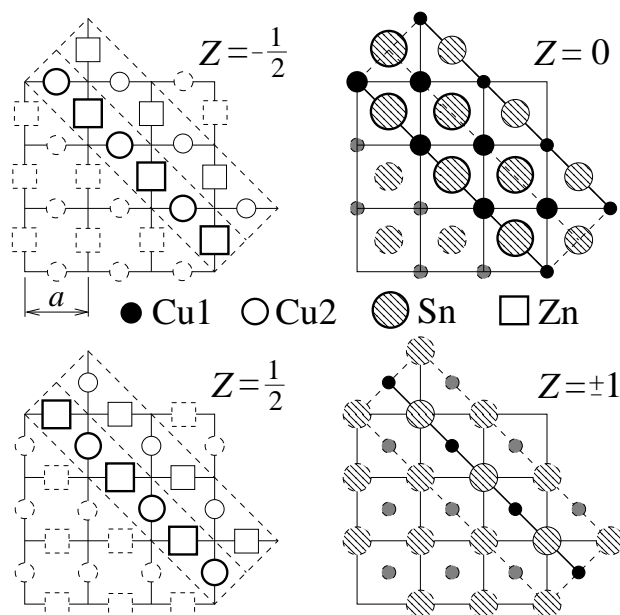 Z = -1/2
Z = 0
a
Cu1 Cu2 Sn Zn
Z = 1/2
Z = ±1